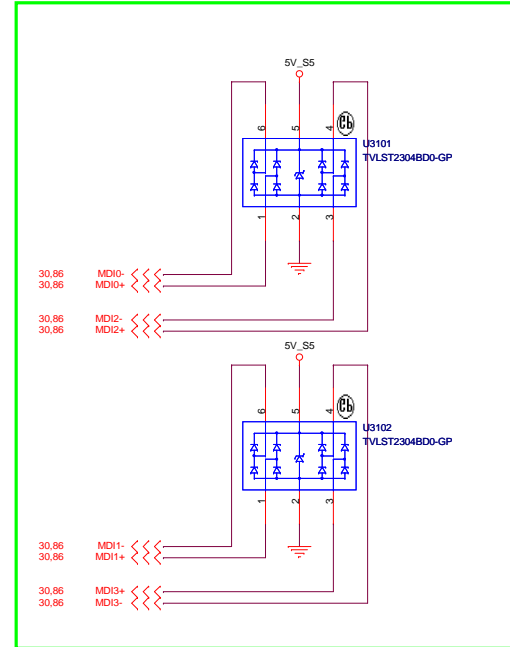 5V_S5
6 5 4
U3101
TVLST2304BD0-GP
1 2 3
30,86 MDI0-
30,86 MDI0+
30,86 MDI2-
30,86 MDI2+
5V_S5
6 5 4
U3102
TVLST2304BD0-GP
1 2 3
30,86 MDI1-
30,86 MDI1+
30,86 MDI3+
30,86 MDI3-